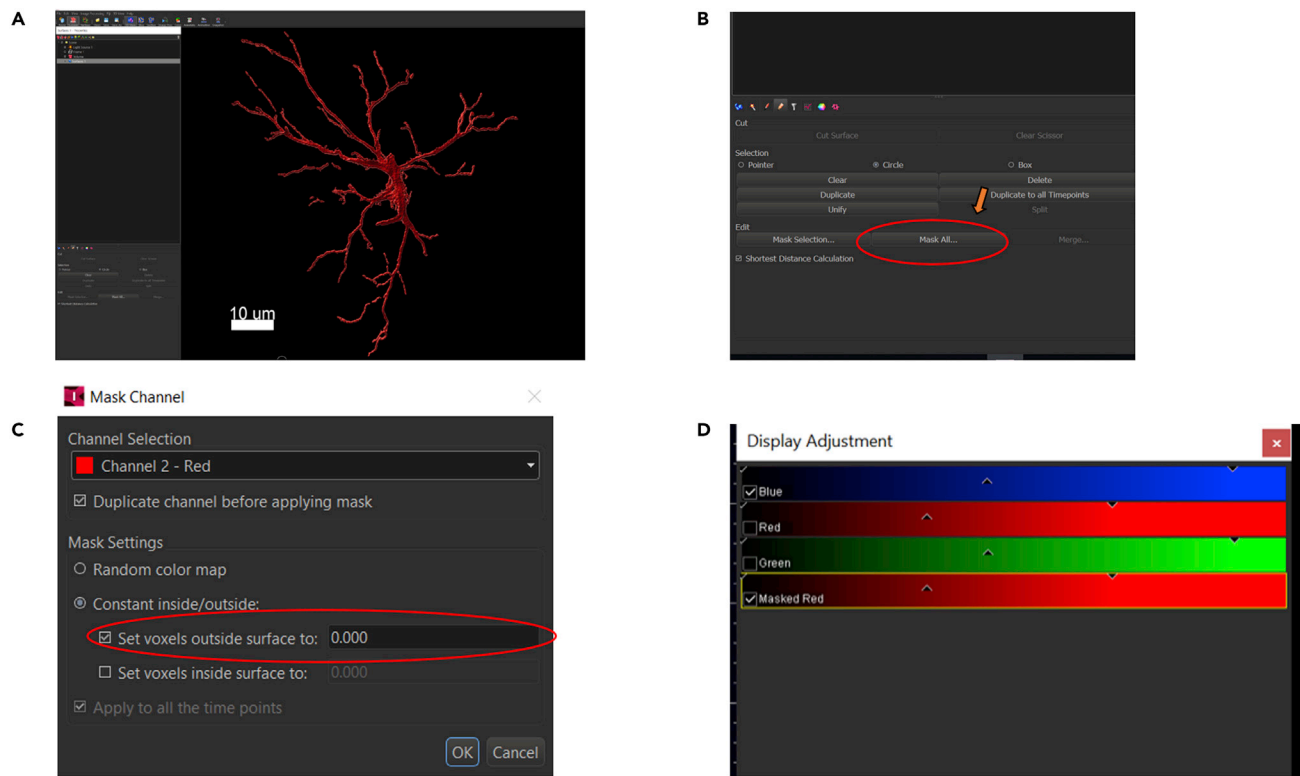 A
10 um
B
Cut
Cut Surface Clear Scissor
Selection
Pointer Circle Box
Clear Delete
Duplicate Duplicate to all Timepoints
Unify Split
Edit
Mask Selection... Mask All... Merge...
Shortest Distance Calculation
C
Mask Channel
Channel Selection
Channel 2 - Red
Duplicate channel before applying mask
Mask Settings
Random color map
Constant inside/outside:
Set voxels outside surface to: 0.000
Set voxels inside surface to: 0.000
Apply to all the time points
OK Cancel
D
Display Adjustment
Blue
Red
Green
Masked Red